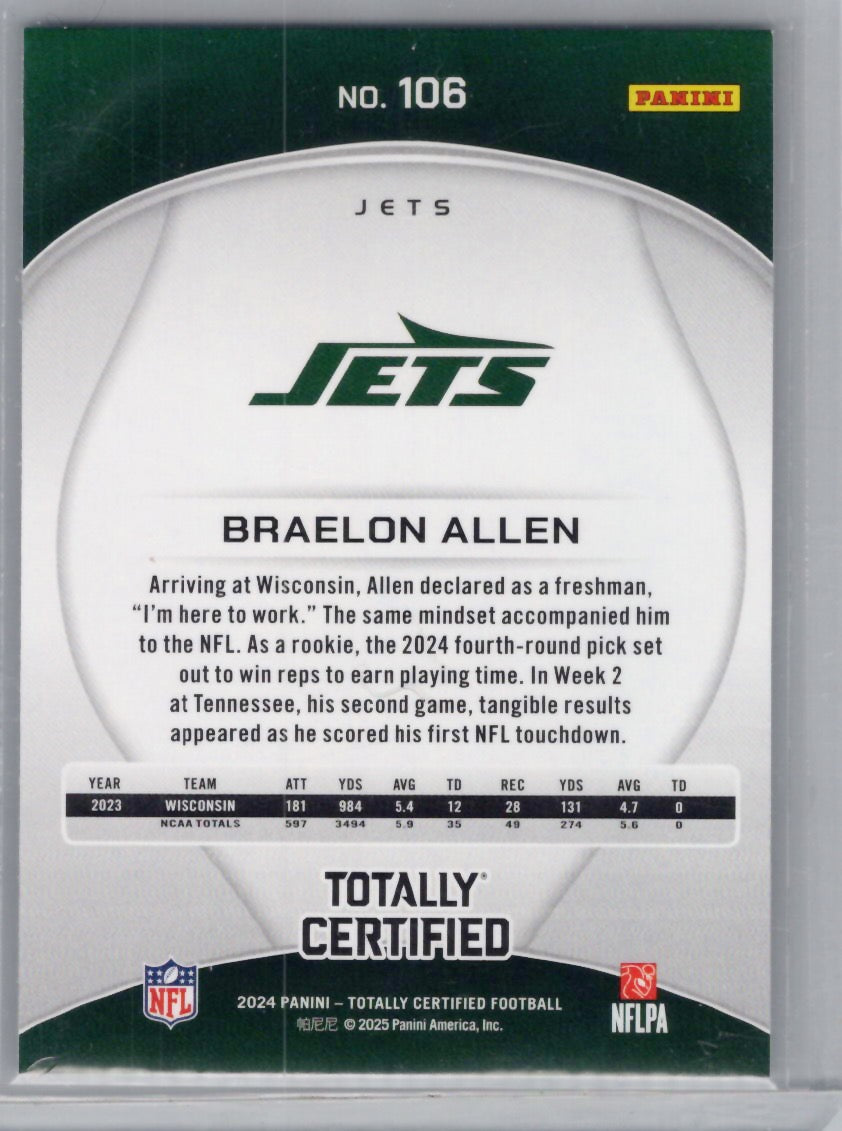 NO. 106
PANINI
JETS
JETS
BRAELON ALLEN
Arriving at Wisconsin, Allen declared as a freshman,
“I’m here to work.” The same mindset accompanied him
to the NFL. As a rookie, the 2024 fourth-round pick set
out to win reps to earn playing time. In Week 2
at Tennessee, his second game, tangible results
appeared as he scored his first NFL touchdown.
YEAR TEAM ATT YDS AVG TD REC YDS AVG TD
2023 WISCONSIN 181 984 5.4 12 28 131 4.7 0
NCAA TOTALS 597 3494 5.9 35 49 274 5.6 0
TOTALLY®
CERTIFIED
NFL
2024 PANINI – TOTALLY CERTIFIED FOOTBALL
帕尼尼 © 2025 Panini America, Inc.
NFLPA